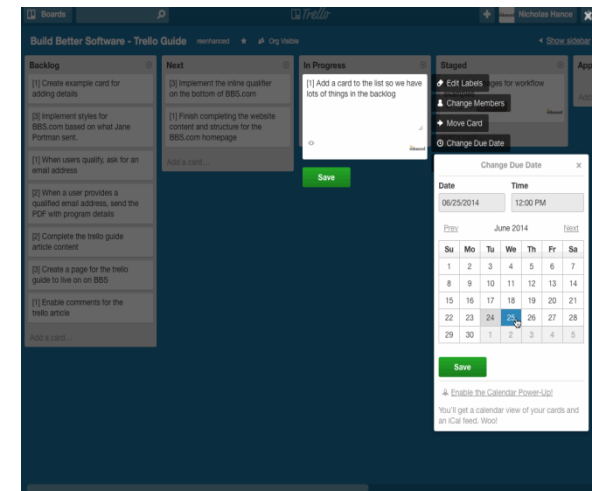 Boards
Trello
Nicholas Hance
Build Better Software - Trello Guide
Org Visible
Show sidebar
Backlog
[1] Create example card for
adding details
[3] Implement styles for
BBS.com based on what Jane
Portman sent.
[1] When users qualify, ask for an
email address
[2] When a user provides a
qualified email address, send the
PDF with program details
[2] Complete the trello guide
article content
[3] Create a page for the trello
guide to live on on BBS
[1] Enable comments for the
trello article
Add a card...
Next
[3] Implement the inline qualifier
on the bottom of BBS.com
[1] Finish completing the website
content and structure for the
BBS.com homepage
Add a card...
In Progress
[1] Add a card to the list so we have
lots of things in the backlog
Save
Staged
for workflow
Edit Labels
Change Members
Move Card
Change Due Date
Change Due Date
Date Time
06/25/2014 12:00 PM
Prev June 2014 Next
Su Mo Tu We Th Fr Sa
1 2 3 4 5 6 7
8 9 10 11 12 13 14
15 16 17 18 19 20 21
22 23 24 25 26 27 28
29 30 1 2 3 4 5
Save
Enable the Calendar Power-Up!
You'll get a calendar view of your cards and
an iCal feed. Woo!
App
Add